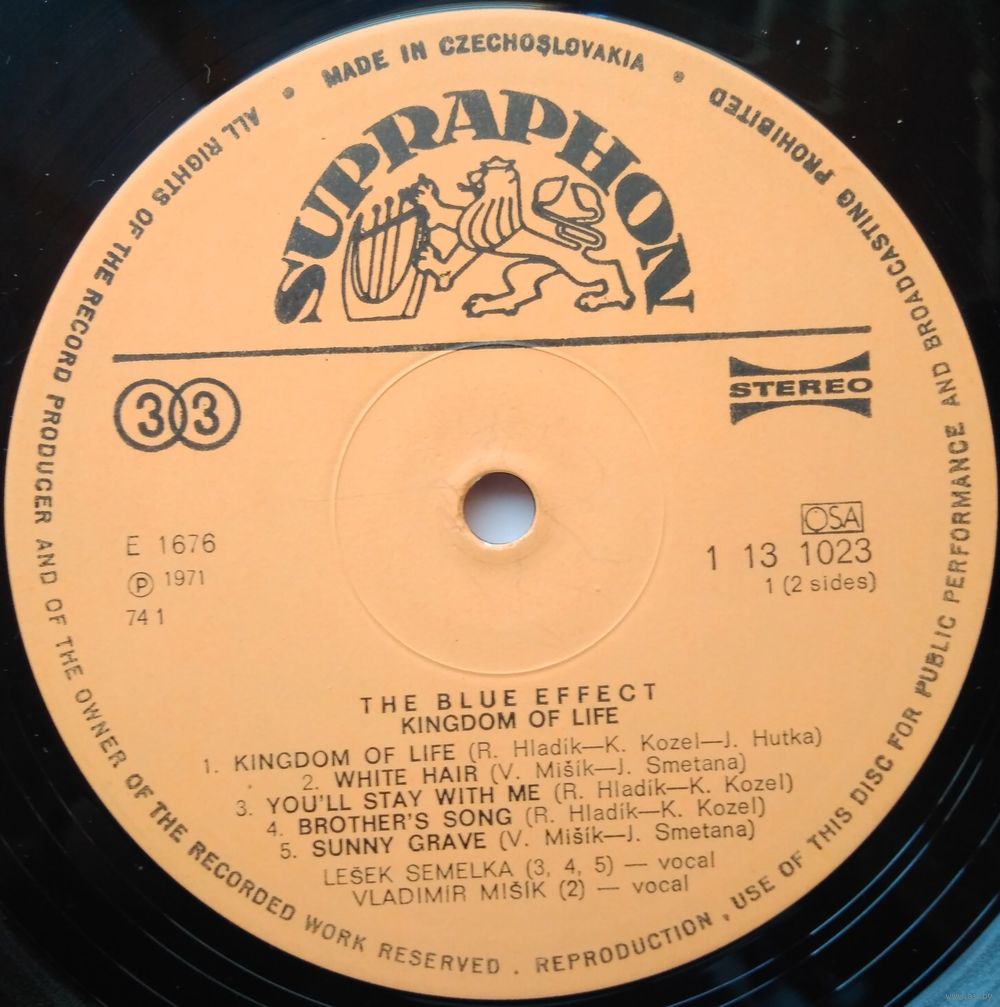 MADE IN CZECHOSLOVAKIA
ALL RIGHTS OF THE RECORD PRODUCER AND OF THE OWNER OF THE RECORDED WORK RESERVED . REPRODUCTION , USE OF THIS DISC FOR PUBLIC PERFORMANCE AND BROADCASTING PROHIBITED
SUPRAPHON
33
STEREO
E 1676
Ⓟ 1971
74 1
OSA
1 13 1023
1 (2 sides)
THE BLUE EFFECT
KINGDOM OF LIFE
1. KINGDOM OF LIFE (R. Hladík—K. Kozel—J. Hutka)
2. WHITE HAIR (V. Mišík—J. Smetana)
3. YOU'LL STAY WITH ME (R. Hladík—K. Kozel)
4. BROTHER'S SONG (R. Hladík—K. Kozel)
5. SUNNY GRAVE (V. Mišík—J. Smetana)
LEŠEK SEMELKA (3, 4, 5) — vocal
VLADIMÍR MIŠÍK (2) — vocal